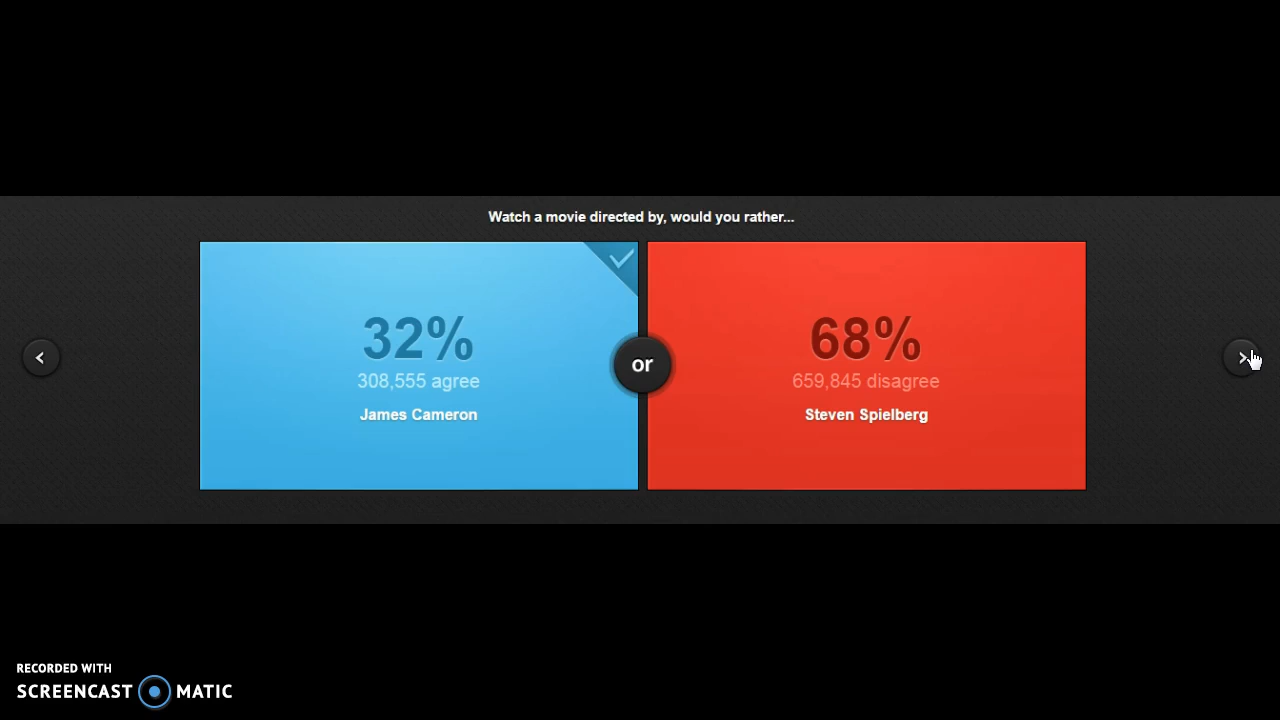 Watch a movie directed by, would you rather...
32%
308,555 agree
James Cameron
or
68%
659,845 disagree
Steven Spielberg
RECORDED WITH
SCREENCAST MATIC